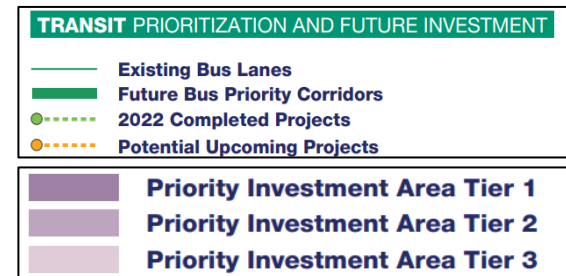 TRANSIT PRIORITIZATION AND FUTURE INVESTMENT
Existing Bus Lanes
Future Bus Priority Corridors
2022 Completed Projects
Potential Upcoming Projects
Priority Investment Area Tier 1
Priority Investment Area Tier 2
Priority Investment Area Tier 3